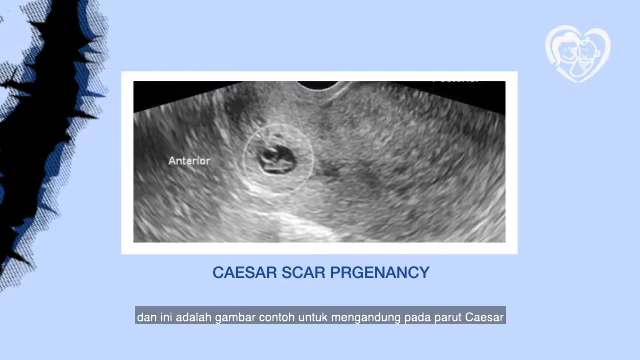 Anterior
CAESAR SCAR PRGENANCY
dan ini adalah gambar contoh untuk mengandung pada parut Caesar